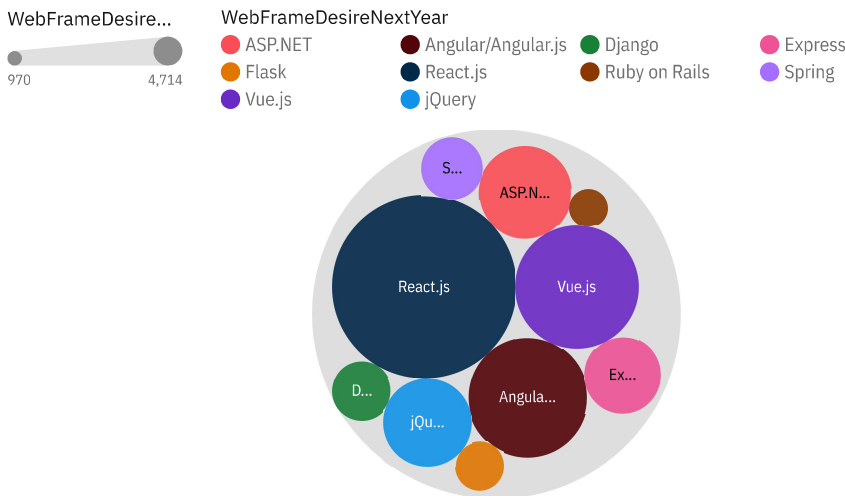 WebFrameDesire...
970
4,714
WebFrameDesireNextYear
ASP.NET
Angular/Angular.js
Django
Express
Flask
React.js
Ruby on Rails
Spring
Vue.js
jQuery
S...
ASP.N...
React.js
Vue.js
Ex...
D...
Angula...
jQu...